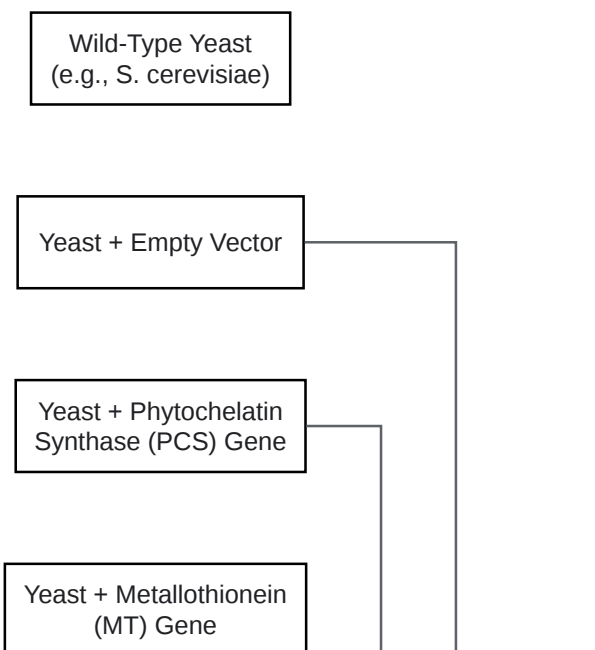 Wild-Type Yeast
(e.g., S. cerevisiae)
Yeast + Empty Vector
Yeast + Phytochelatin
Synthase (PCS) Gene
Yeast + Metallothionein
(MT) Gene